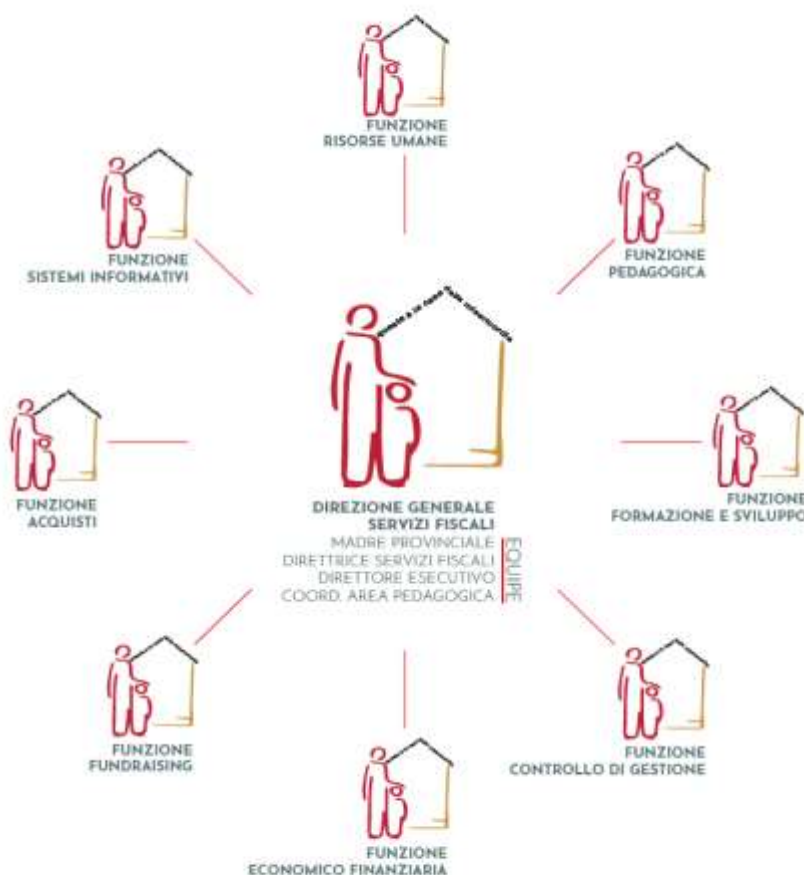 FUNZIONE
RISORSE UMANE
FUNZIONE
SISTEMI INFORMATIVI
FUNZIONE
PEDAGOGICA
FUNZIONE
ACQUISTI
DIREZIONE GENERALE
SERVIZI FISCALI
MADRE PROVINCIALE
DIRETTRICE SERVIZI FISCALI
DIRETTORE ESECUTIVO
COORD. AREA PEDAGOGICA
EQUIPE
FUNZIONE
FORMAZIONE E SVILUPPO
FUNZIONE
FUNDRAISING
FUNZIONE
CONTROLLO DI GESTIONE
FUNZIONE
ECONOMICO FINANZIARIA